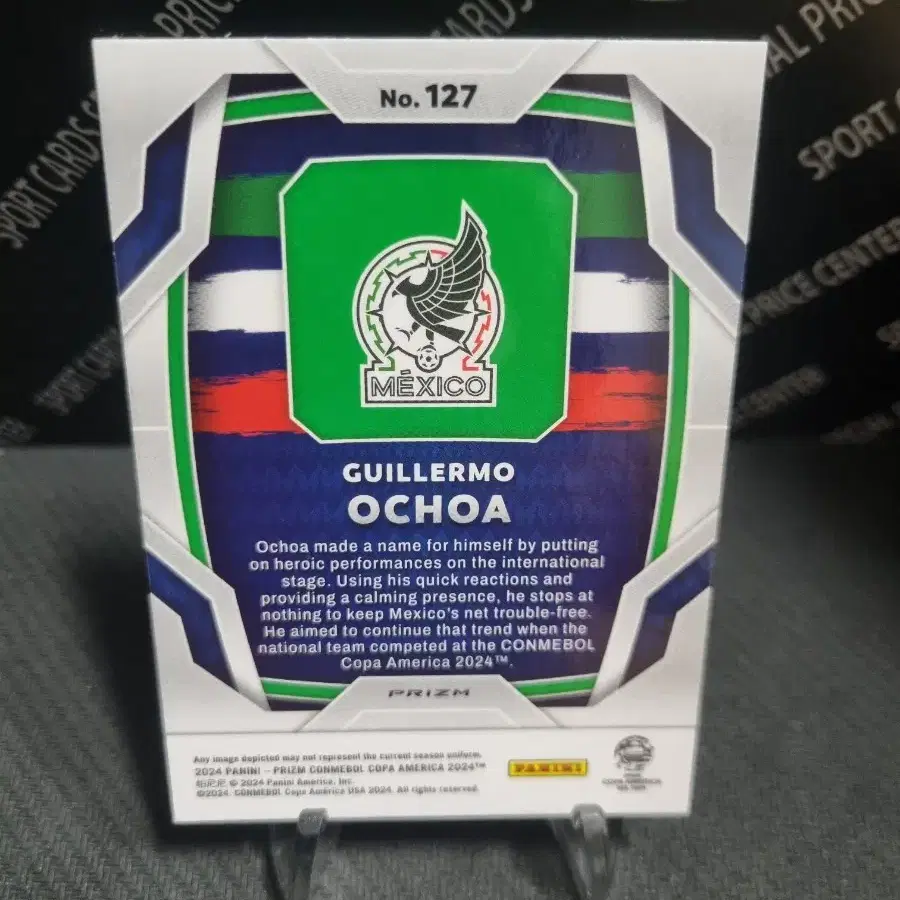 No. 127
MÉXICO
GUILLERMO
OCHOA
Ochoa made a name for himself by putting
on heroic performances on the international
stage. Using his quick reactions and
providing a calming presence, he stops at
nothing to keep Mexico's net trouble-free.
He aimed to continue that trend when the
national team competed at the CONMEBOL
Copa America 2024™.
PRIZM
Any image depicted may not represent the current season uniform.
2024 PANINI - PRIZM CONMEBOL COPA AMERICA 2024™
© 2024 Panini America, Inc.
©2024. CONMEBOL Copa América USA 2024. All rights reserved.
PANINI
COPA AMERICA
SPORT CARDS
PRICE CENTER
SPORT